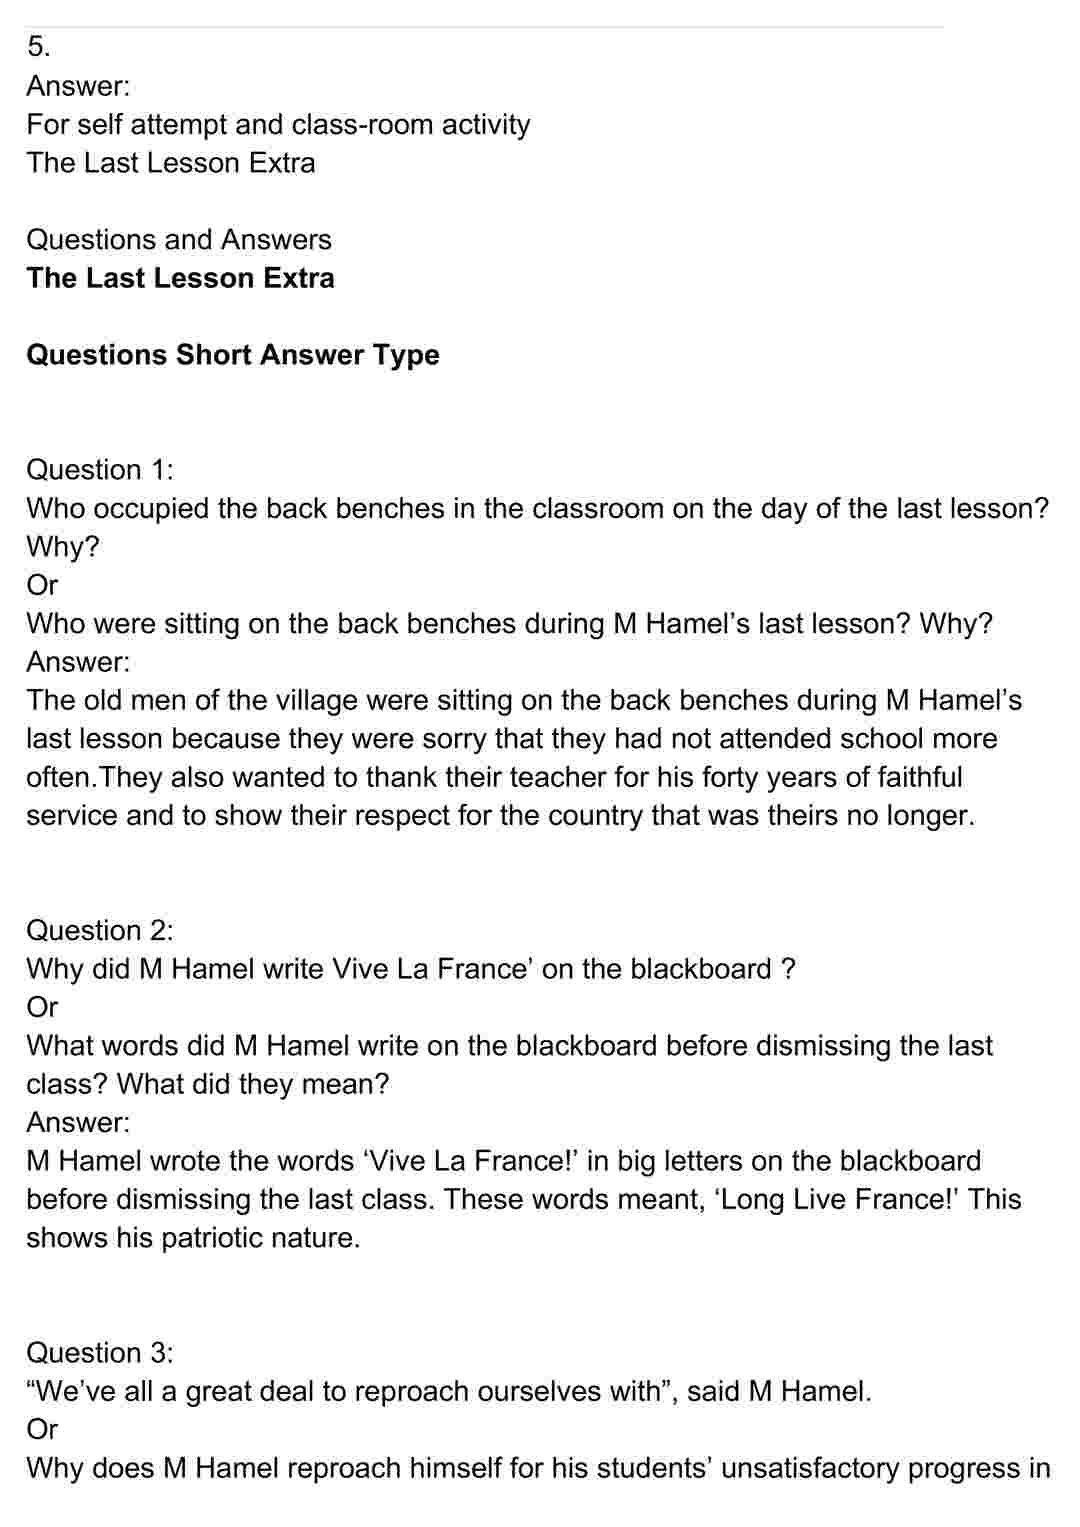 5.
Answer:
For self attempt and class-room activity
The Last Lesson Extra
Questions and Answers
The Last Lesson Extra
Questions Short Answer Type
Question 1:
Who occupied the back benches in the classroom on the day of the last lesson?
Why?
Or
Who were sitting on the back benches during M Hamel’s last lesson? Why?
Answer:
The old men of the village were sitting on the back benches during M Hamel’s
last lesson because they were sorry that they had not attended school more
often.They also wanted to thank their teacher for his forty years of faithful
service and to show their respect for the country that was theirs no longer.
Question 2:
Why did M Hamel write Vive La France’ on the blackboard ?
Or
What words did M Hamel write on the blackboard before dismissing the last
class? What did they mean?
Answer:
M Hamel wrote the words ‘Vive La France!’ in big letters on the blackboard
before dismissing the last class. These words meant, ‘Long Live France!’ This
shows his patriotic nature.
Question 3:
“We’ve all a great deal to reproach ourselves with”, said M Hamel.
Or
Why does M Hamel reproach himself for his students’ unsatisfactory progress in